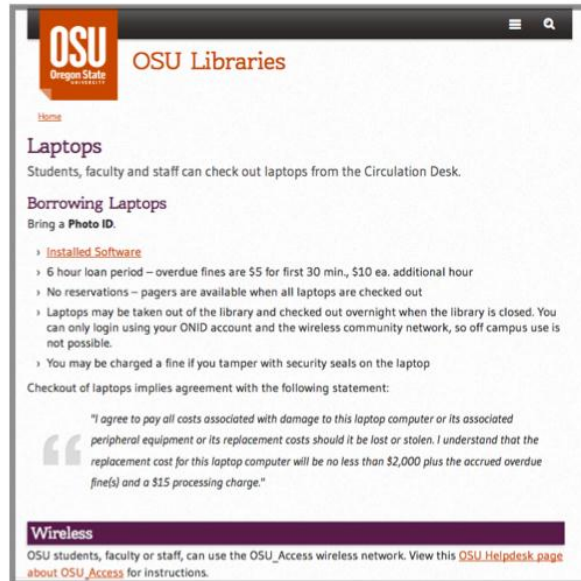 OSU
Oregon State
UNIVERSITY
OSU Libraries
Home
Laptops
Students, faculty and staff can check out laptops from the Circulation Desk.
Borrowing Laptops
Bring a Photo ID.
› Installed Software
› 6 hour loan period – overdue fines are $5 for first 30 min., $10 ea. additional hour
› No reservations – pagers are available when all laptops are checked out
› Laptops may be taken out of the library and checked out overnight when the library is closed. You
can only login using your ONID account and the wireless community network, so off campus use is
not possible.
› You may be charged a fine if you tamper with security seals on the laptop
Checkout of laptops implies agreement with the following statement:
"I agree to pay all costs associated with damage to this laptop computer or its associated
peripheral equipment or its replacement costs should it be lost or stolen. I understand that the
replacement cost for this laptop computer will be no less than $2,000 plus the accrued overdue
fine(s) and a $15 processing charge."
Wireless
OSU students, faculty or staff, can use the OSU_Access wireless network. View this OSU Helpdesk page
about OSU_Access for instructions.